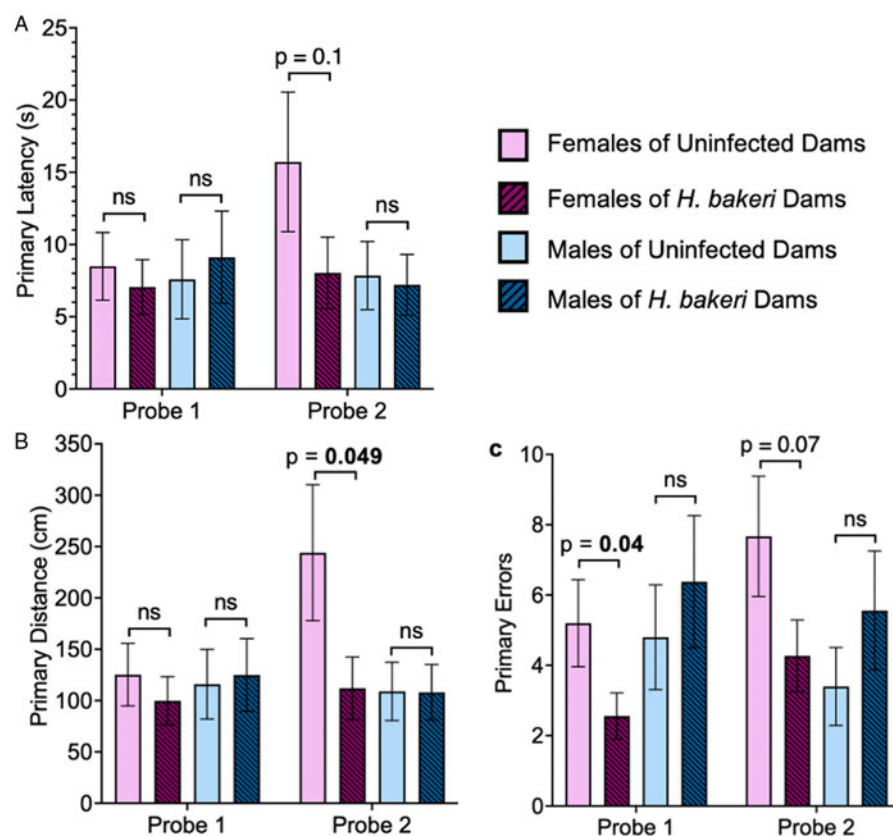 A
Primary Latency (s)
25
20
15
10
5
0
ns
ns
p = 0.1
ns
Probe 1
Probe 2
Females of Uninfected Dams
Females of H. bakeri Dams
Males of Uninfected Dams
Males of H. bakeri Dams
B
Primary Distance (cm)
350
300
250
200
150
100
50
0
ns
ns
p = 0.049
ns
Probe 1
Probe 2
c
Primary Errors
10
8
6
4
2
0
p = 0.04
ns
p = 0.07
ns
Probe 1
Probe 2